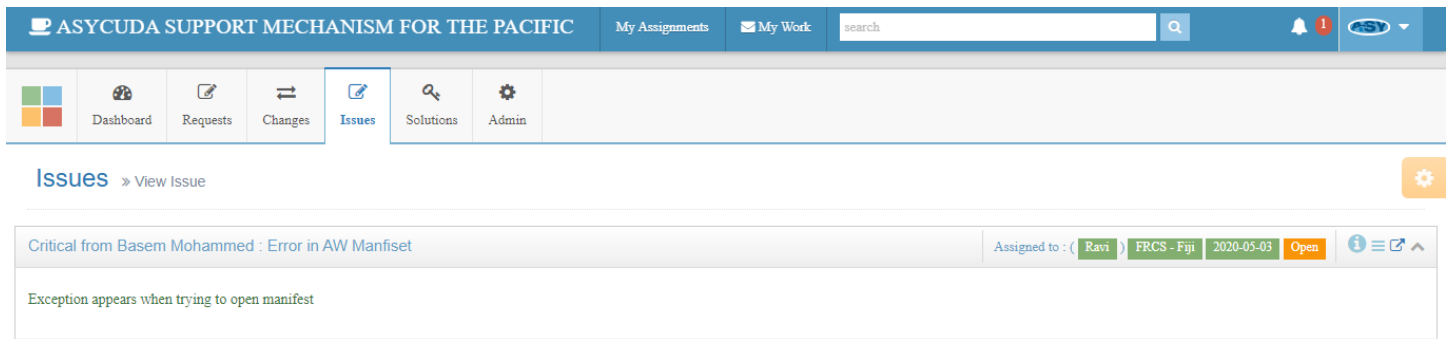 ASYCUDA SUPPORT MECHANISM FOR THE PACIFIC My Assignments My Work search 1 ASY
Dashboard Requests Changes Issues Solutions Admin
Issues » View Issue
Critical from Basem Mohammed : Error in AW Manfiset Assigned to : ( Ravi ) FRCS - Fiji 2020-05-03 Open
Exception appears when trying to open manifest